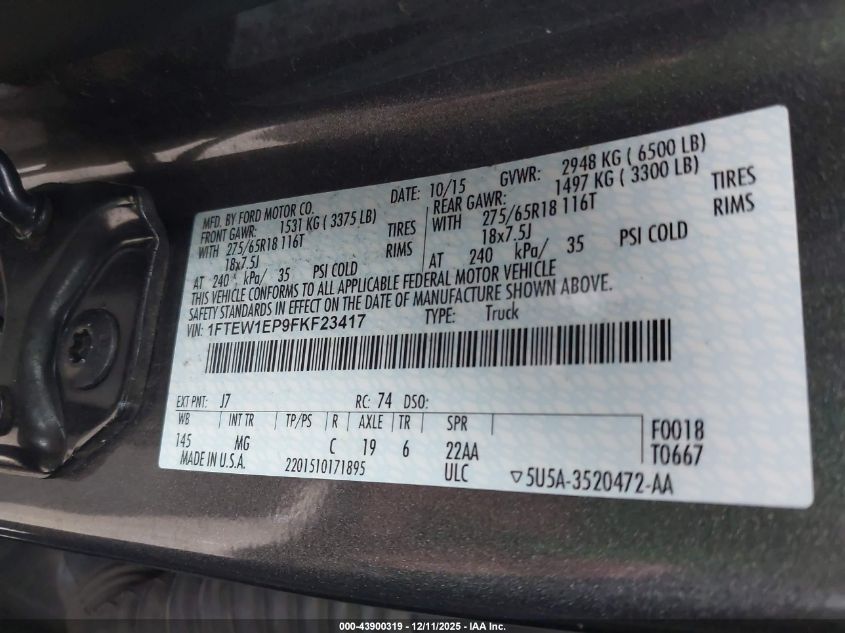 MFD. BY FORD MOTOR CO.
DATE: 10/15 GVWR: 2948 KG ( 6500 LB)
FRONT GAWR: 1531 KG ( 3375 LB) REAR GAWR: 1497 KG ( 3300 LB)
WITH 275/65R18 116T TIRES WITH 275/65R18 116T TIRES
18x7.5J RIMS 18x7.5J RIMS
AT 240 kPa/ 35 PSI COLD AT 240 kPa/ 35 PSI COLD
THIS VEHICLE CONFORMS TO ALL APPLICABLE FEDERAL MOTOR VEHICLE
SAFETY STANDARDS IN EFFECT ON THE DATE OF MANUFACTURE SHOWN ABOVE.
VIN: 1FTEW1EP9FKF23417 TYPE: Truck
EXT PNT: J7 RC: 74 DSO:
WB INT TR TP/PS R AXLE TR SPR
145 MG C 19 6 22AA
F0018
T0667
MADE IN U.S.A. 2201510171895 ULC ▽5U5A-3520472-AA
000-43900319 - 12/11/2025 - IAA Inc.